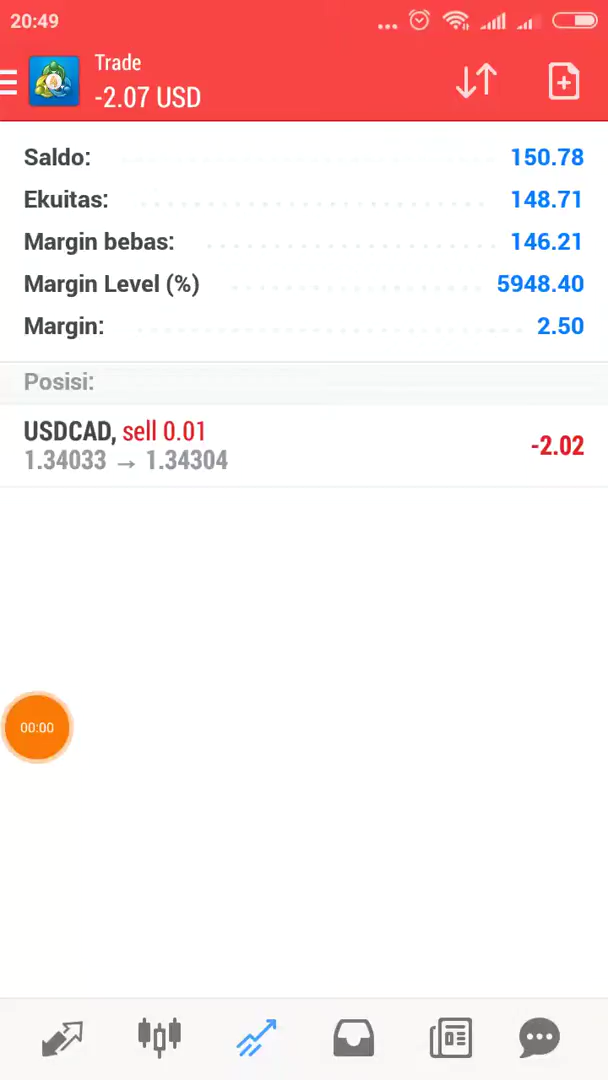 20:49
Trade
-2.07 USD
Saldo: 150.78
Ekuitas: 148.71
Margin bebas: 146.21
Margin Level (%) 5948.40
Margin: 2.50
Posisi:
USDCAD, sell 0.01
-2.02
1.34033 → 1.34304
00:00